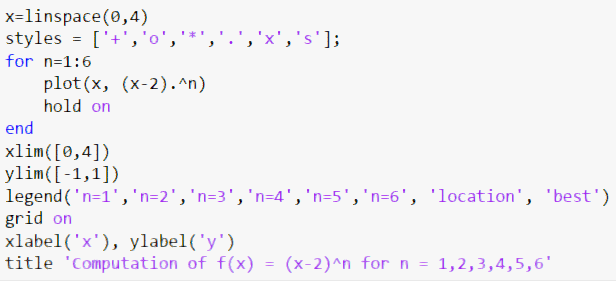 x=linspace(0,4)
styles = ['+','o','*','.','x','s'];
for n=1:6
    plot(x, (x-2).^n)
    hold on
end
xlim([0,4])
ylim([-1,1])
legend('n=1','n=2','n=3','n=4','n=5','n=6', 'location', 'best')
grid on
xlabel('x'), ylabel('y')
title 'Computation of f(x) = (x-2)^n for n = 1,2,3,4,5,6'